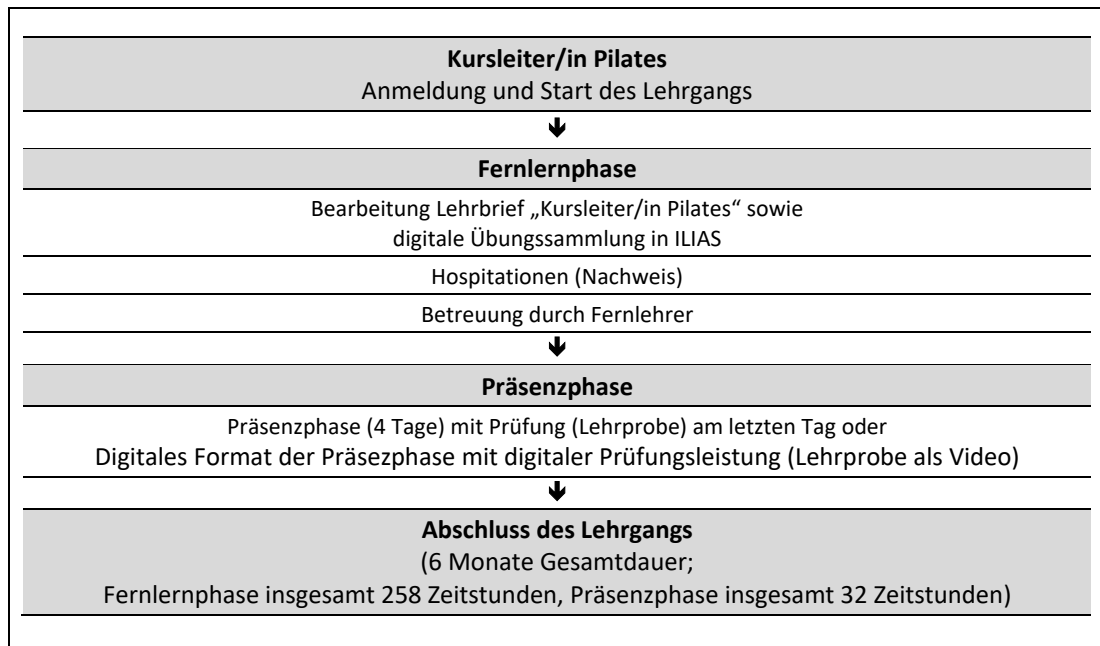 Kursleiter/in Pilates
Anmeldung und Start des Lehrgangs
🡻
Fernlernphase
Bearbeitung Lehrbrief „Kursleiter/in Pilates“ sowie
digitale Übungssammlung in ILIAS
Hospitationen (Nachweis)
Betreuung durch Fernlehrer
🡻
Präsenzphase
Präsenzphase (4 Tage) mit Prüfung (Lehrprobe) am letzten Tag oder
Digitales Format der Präsezphase mit digitaler Prüfungsleistung (Lehrprobe als Video)
🡻
Abschluss des Lehrgangs
(6 Monate Gesamtdauer;
Fernlernphase insgesamt 258 Zeitstunden, Präsenzphase insgesamt 32 Zeitstunden)